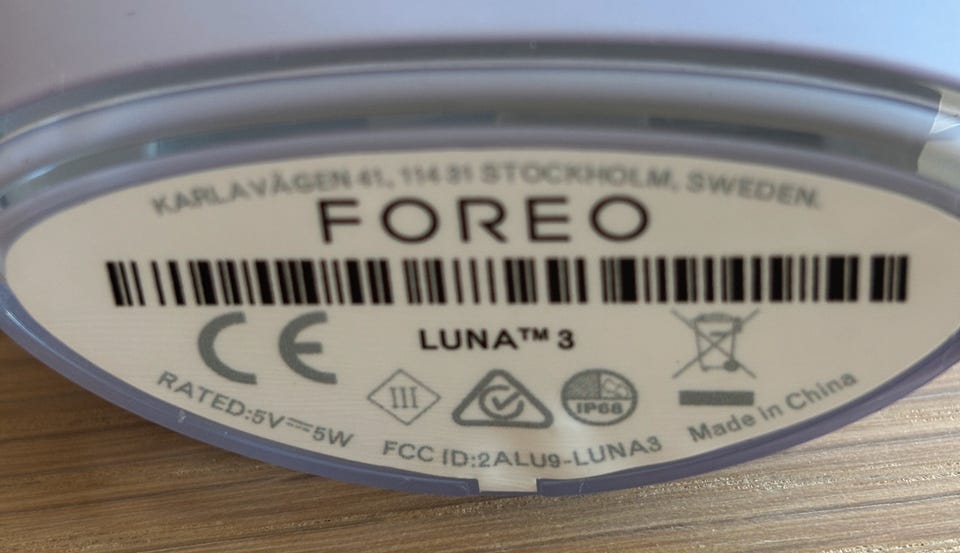 KARLAVÄGEN 41, 114 31 STOCKHOLM, SWEDEN.
FOREO
CE
LUNA™ 3
III
IP68
RATED:5V⎓5W
FCC ID:2ALU9-LUNA3
Made in China